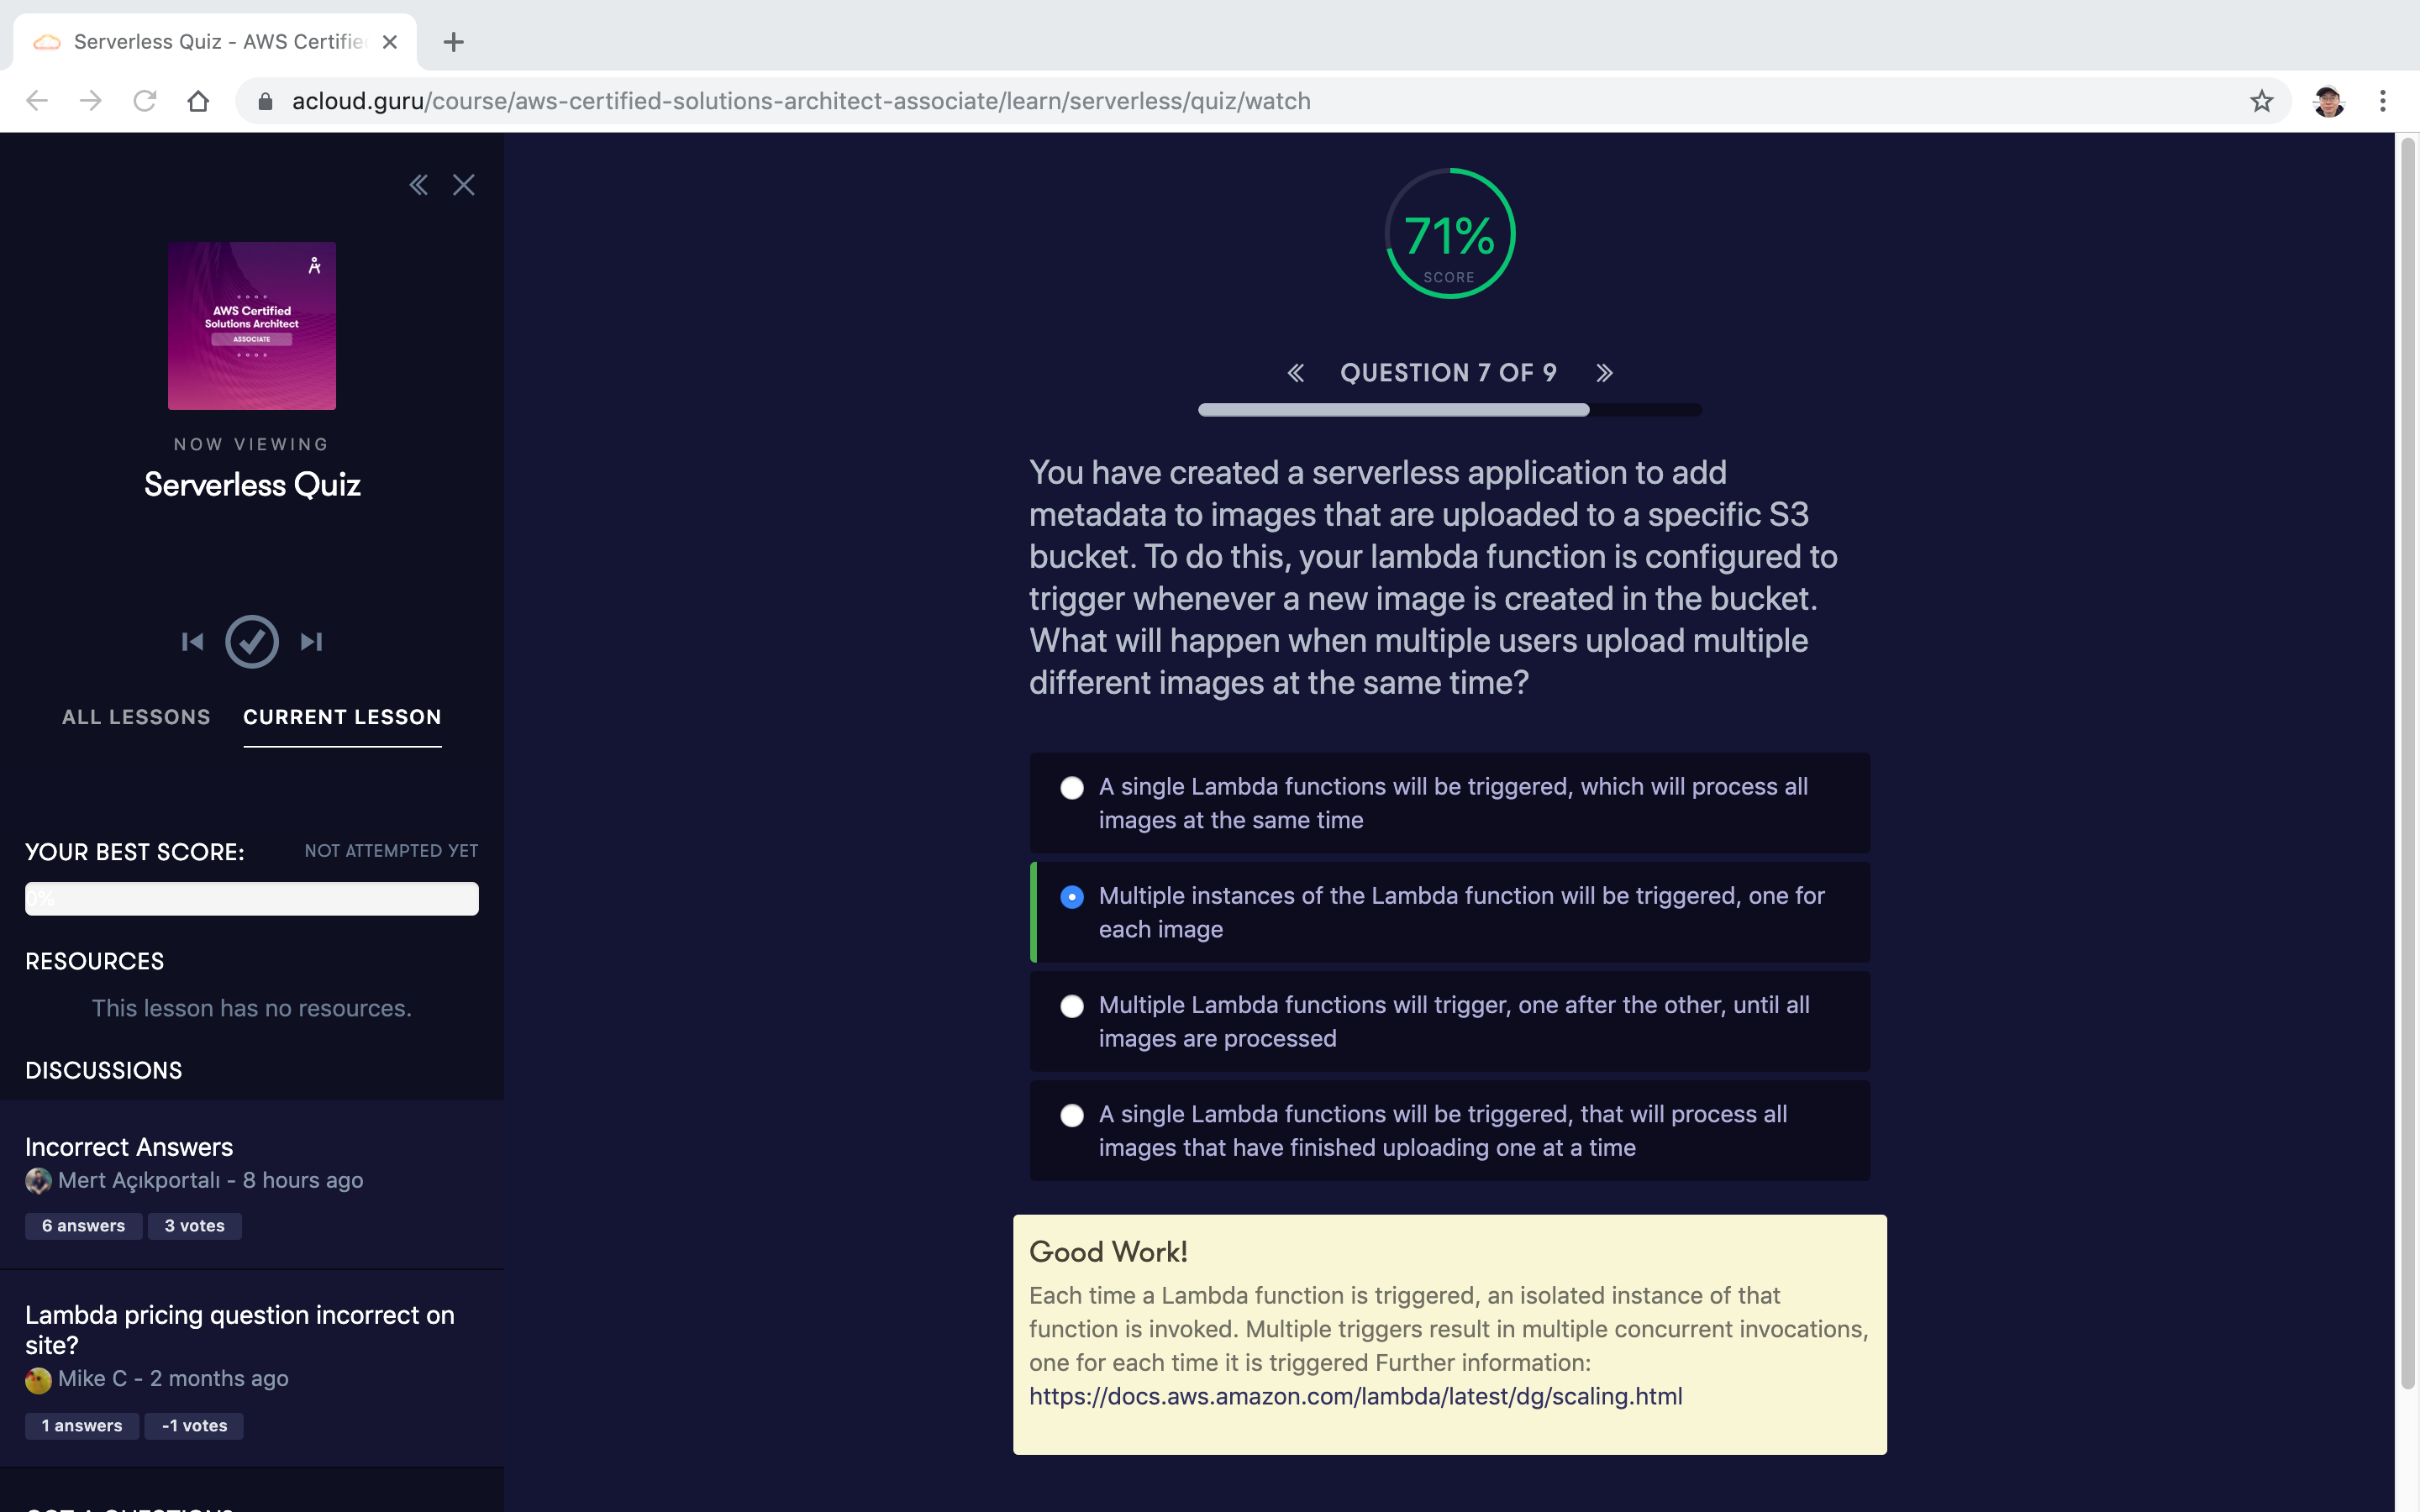 Serverless Quiz - AWS Certifie
acloud.guru/course/aws-certified-solutions-architect-associate/learn/serverless/quiz/watch
AWS Certified
Solutions Architect
ASSOCIATE
NOW VIEWING
Serverless Quiz
ALL LESSONS CURRENT LESSON
YOUR BEST SCORE: NOT ATTEMPTED YET
0%
RESOURCES
This lesson has no resources.
DISCUSSIONS
Incorrect Answers
Mert Açıkportalı - 8 hours ago
6 answers 3 votes
Lambda pricing question incorrect on
site?
Mike C - 2 months ago
1 answers -1 votes
71%
SCORE
QUESTION 7 OF 9
You have created a serverless application to add
metadata to images that are uploaded to a specific S3
bucket. To do this, your lambda function is configured to
trigger whenever a new image is created in the bucket.
What will happen when multiple users upload multiple
different images at the same time?
A single Lambda functions will be triggered, which will process all
images at the same time
Multiple instances of the Lambda function will be triggered, one for
each image
Multiple Lambda functions will trigger, one after the other, until all
images are processed
A single Lambda functions will be triggered, that will process all
images that have finished uploading one at a time
Good Work!
Each time a Lambda function is triggered, an isolated instance of that
function is invoked. Multiple triggers result in multiple concurrent invocations,
one for each time it is triggered Further information:
https://docs.aws.amazon.com/lambda/latest/dg/scaling.html